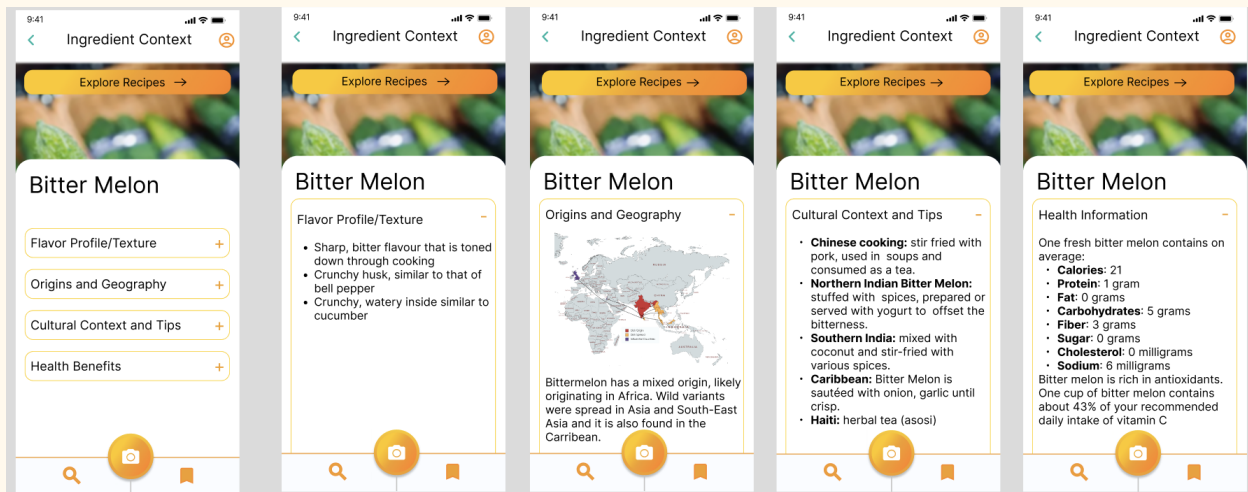 9:41
Ingredient Context
Explore Recipes →
Bitter Melon
Flavor Profile/Texture +
Origins and Geography +
Cultural Context and Tips +
Health Benefits +
9:41
Ingredient Context
Explore Recipes →
Bitter Melon
Flavor Profile/Texture –
• Sharp, bitter flavour that is toned
down through cooking
• Crunchy husk, similar to that of
bell pepper
• Crunchy, watery inside similar to
cucumber
9:41
Ingredient Context
Explore Recipes →
Bitter Melon
Origins and Geography –
Bittermelon has a mixed origin, likely
originating in Africa. Wild variants
were spread in Asia and South-East
Asia and it is also found in the
Carribean.
9:41
Ingredient Context
Explore Recipes →
Bitter Melon
Cultural Context and Tips –
• Chinese cooking: stir fried with
pork, used in soups and
consumed as a tea.
• Northern Indian Bitter Melon:
stuffed with spices, prepared or
served with yogurt to offset the
bitterness.
• Southern India: mixed with
coconut and stir-fried with
various spices.
• Caribbean: Bitter Melon is
sautéed with onion, garlic until
crisp.
• Haiti: herbal tea (asosi)
9:41
Ingredient Context
Explore Recipes →
Bitter Melon
Health Information –
One fresh bitter melon contains on
average:
• Calories: 21
• Protein: 1 gram
• Fat: 0 grams
• Carbohydrates: 5 grams
• Fiber: 3 grams
• Sugar: 0 grams
• Cholesterol: 0 milligrams
• Sodium: 6 milligrams
Bitter melon is rich in antioxidants.
One cup of bitter melon contains
about 43% of your recommended
daily intake of vitamin C